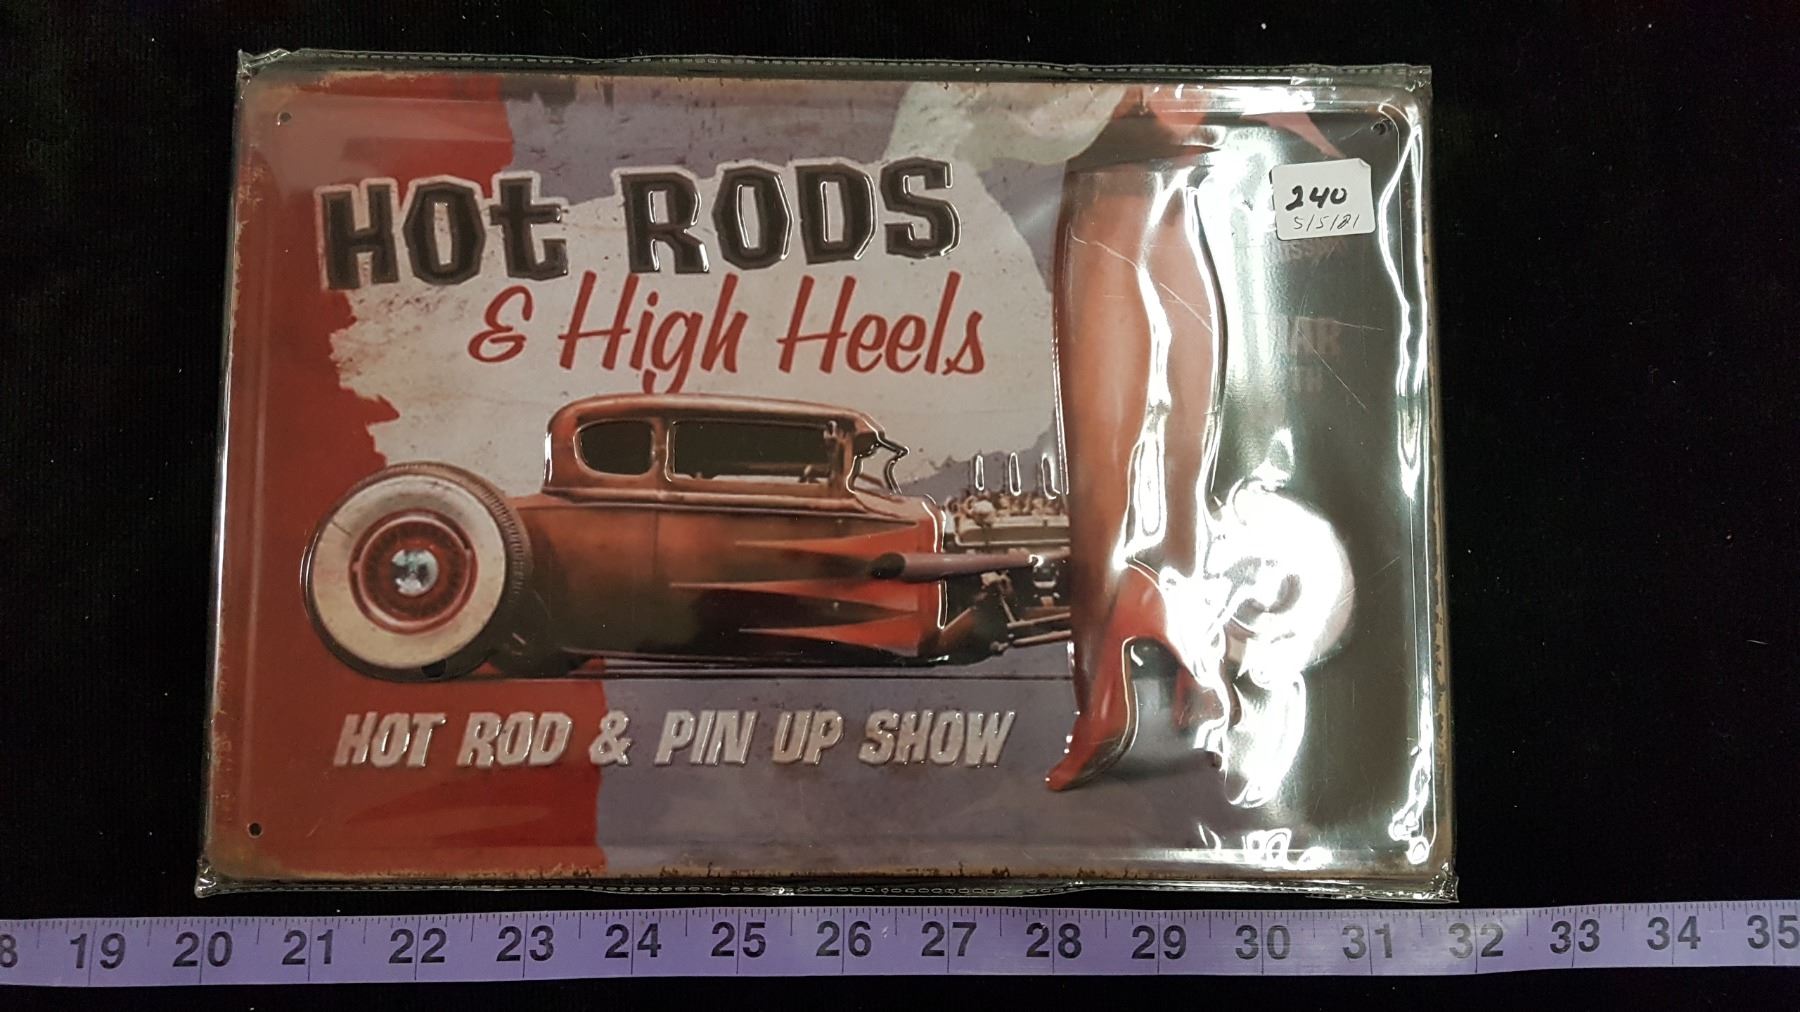 HOt RODS
& High Heels
240
5/5/21
HOT ROD & PIN UP SHOW
19 20 21 22 23 24 25 26 27 28 29 30 31 32 33 34 35